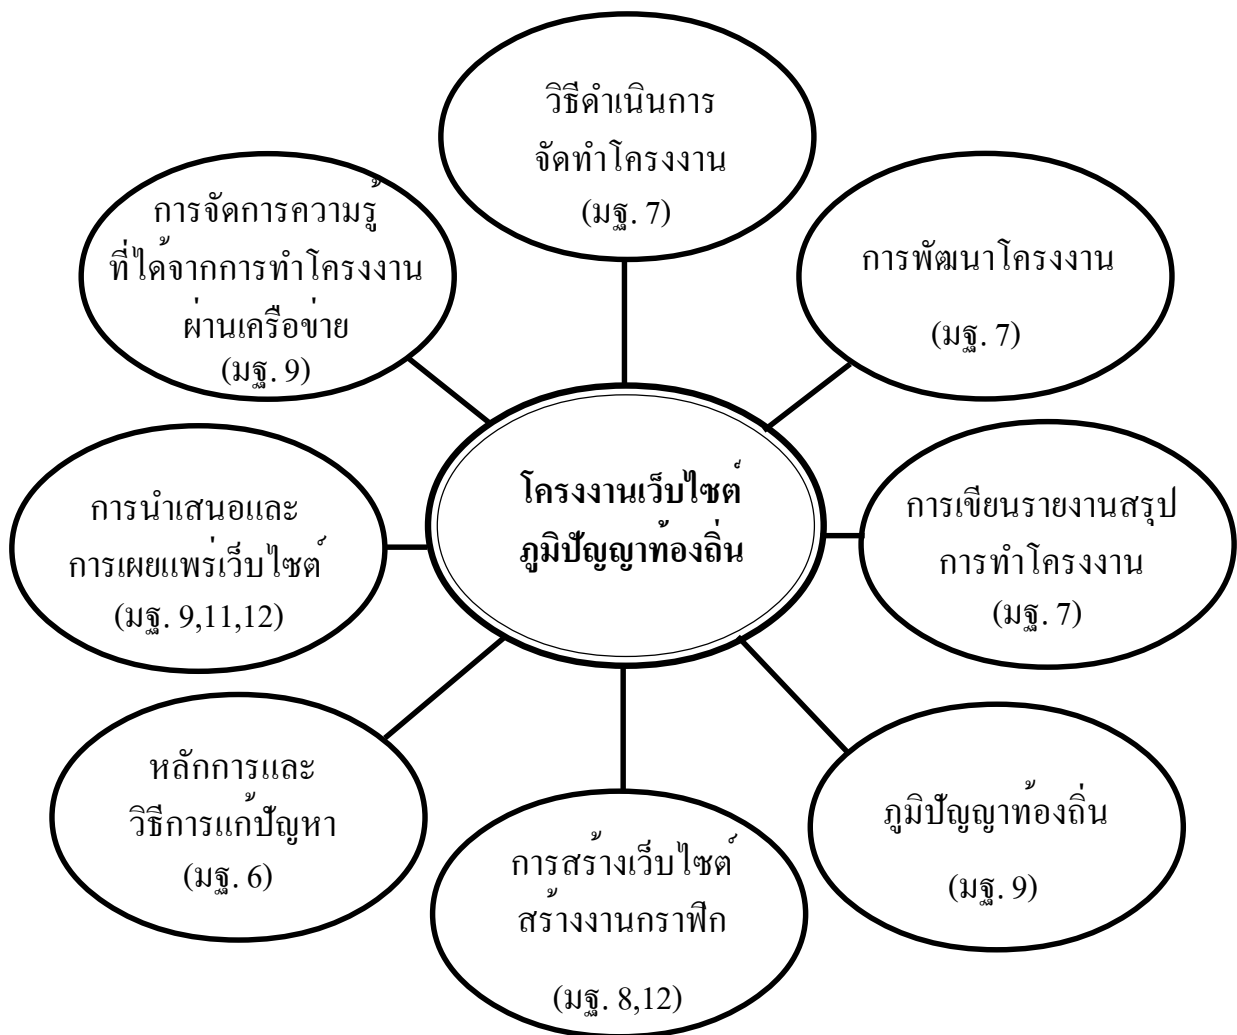 วิธีดำเนินการ
จัดทำโครงงาน
(มฐ. 7)
การจัดการความรู้
ที่ได้จากการทำโครงงาน
ผ่านเครือข่าย
(มฐ. 9)
การพัฒนาโครงงาน
(มฐ. 7)
โครงงานเว็บไซต์
ภูมิปัญญาท้องถิ่น
การนำเสนอและ
การเผยแพร่เว็บไซต์
(มฐ. 9,11,12)
การเขียนรายงานสรุป
การทำโครงงาน
(มฐ. 7)
หลักการและ
วิธีการแก้ปัญหา
(มฐ. 6)
การสร้างเว็บไซต์
สร้างงานกราฟิก
(มฐ. 8,12)
ภูมิปัญญาท้องถิ่น
(มฐ. 9)